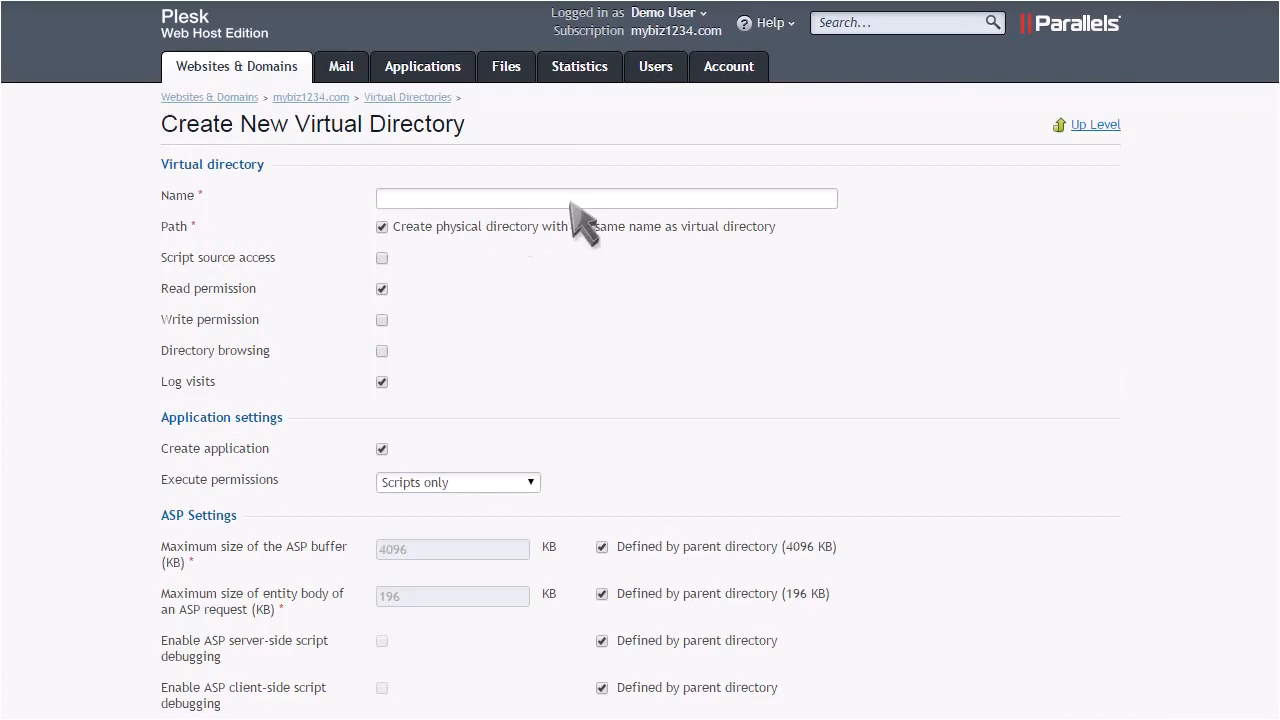 Plesk
Web Host Edition
Logged in as Demo User
Subscription mybiz1234.com
? Help
Search...
Parallels
Websites & Domains Mail Applications Files Statistics Users Account
Websites & Domains > mybiz1234.com > Virtual Directories >
Create New Virtual Directory
Up Level
Virtual directory
Name *
Path * Create physical directory with same name as virtual directory
Script source access
Read permission
Write permission
Directory browsing
Log visits
Application settings
Create application
Execute permissions Scripts only
ASP Settings
Maximum size of the ASP buffer
(KB) * 4096 KB Defined by parent directory (4096 KB)
Maximum size of entity body of
an ASP request (KB) * 196 KB Defined by parent directory (196 KB)
Enable ASP server-side script
debugging Defined by parent directory
Enable ASP client-side script
debugging Defined by parent directory